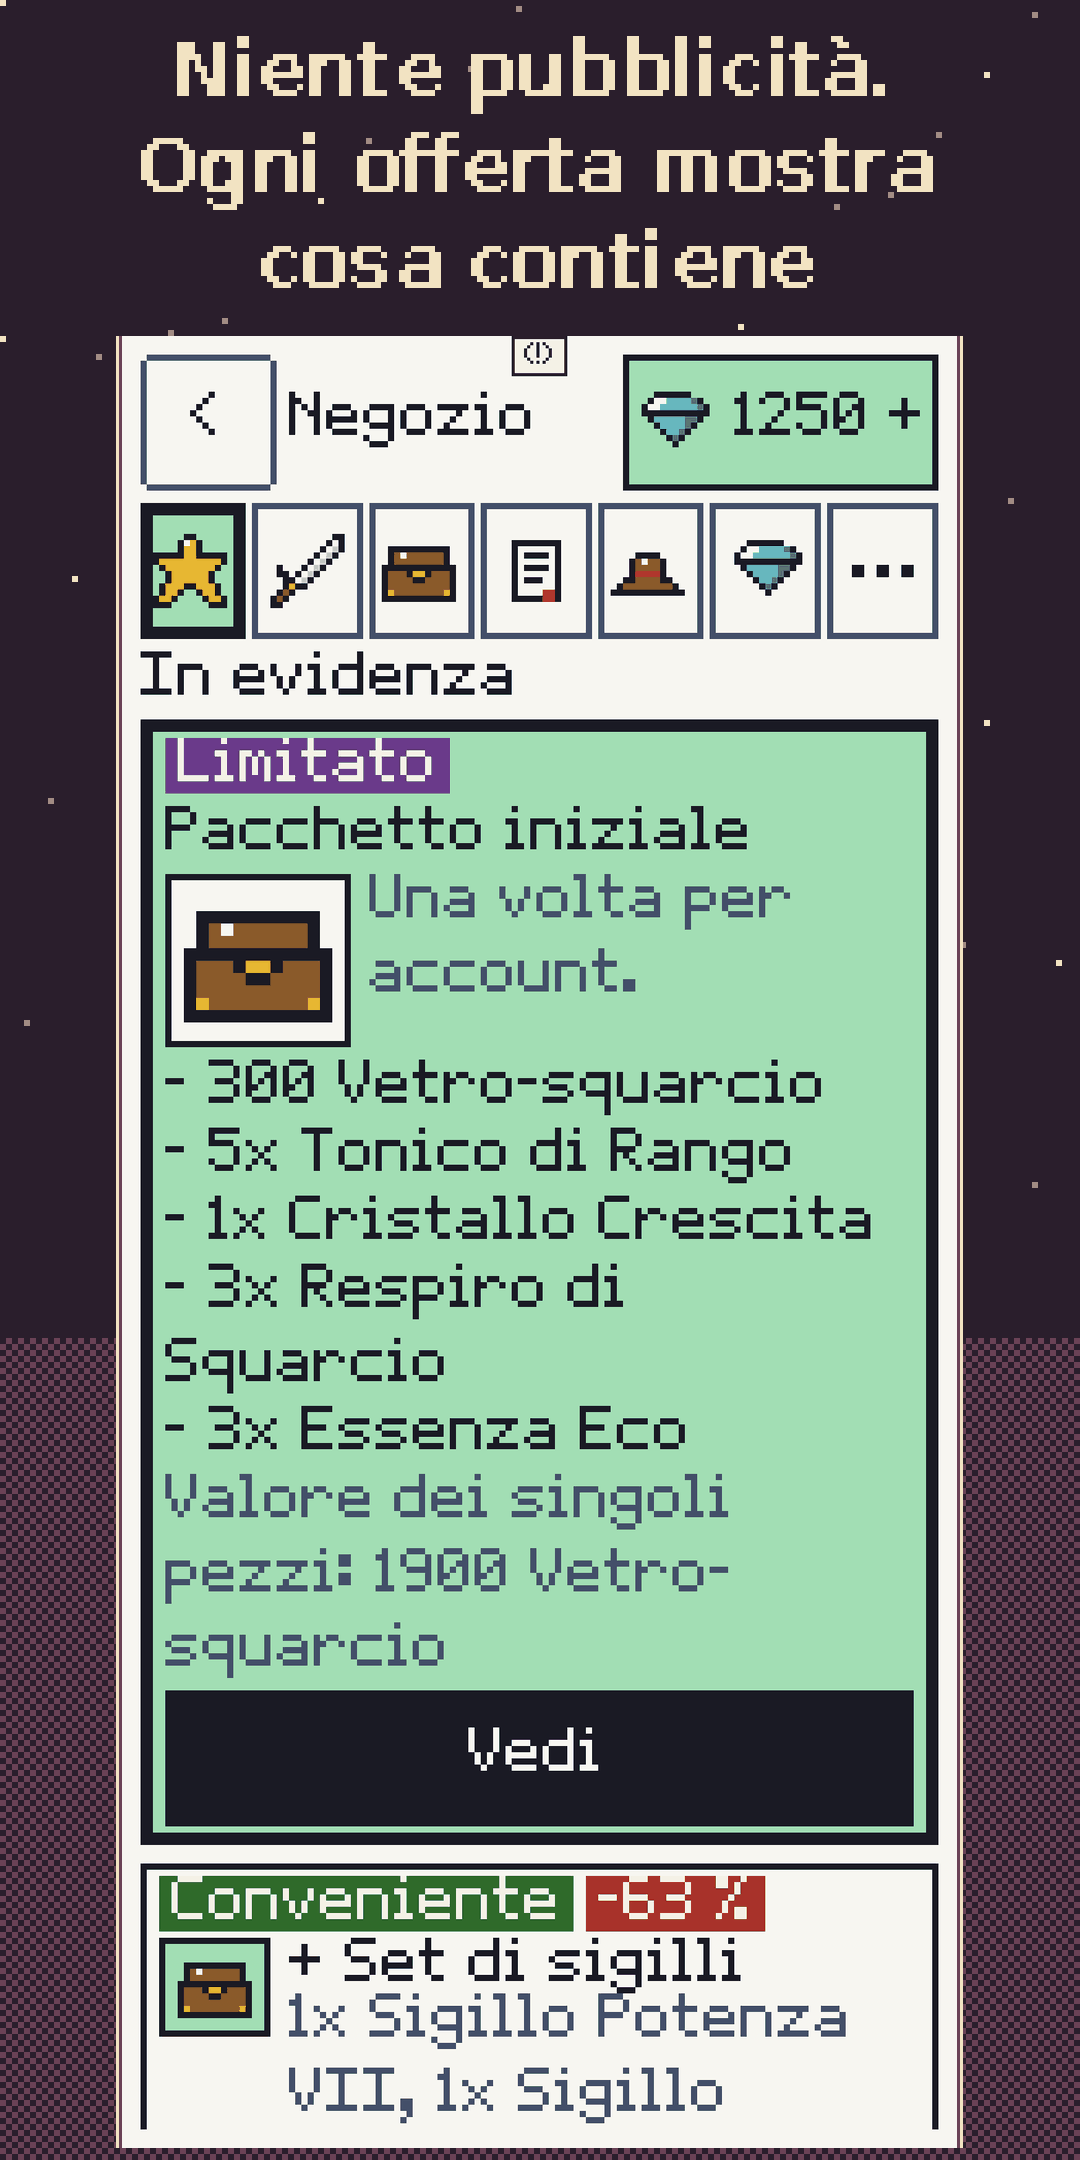 Niente pubblicità.
Ogni offerta mostra
cosa contiene
Negozio
1250 +
In evidenza
Limitato
Pacchetto iniziale
Una volta per
account.
- 300 Vetro-squarcio
- 5x Tonico di Rango
- 1x Cristallo Crescita
- 3x Respiro di
Squarcio
- 3x Essenza Eco
Valore dei singoli
pezzi: 1900 Vetro-
squarcio
Vedi
Conveniente -63 %
+ Set di sigilli
1x Sigillo Potenza
VII, 1x Sigillo